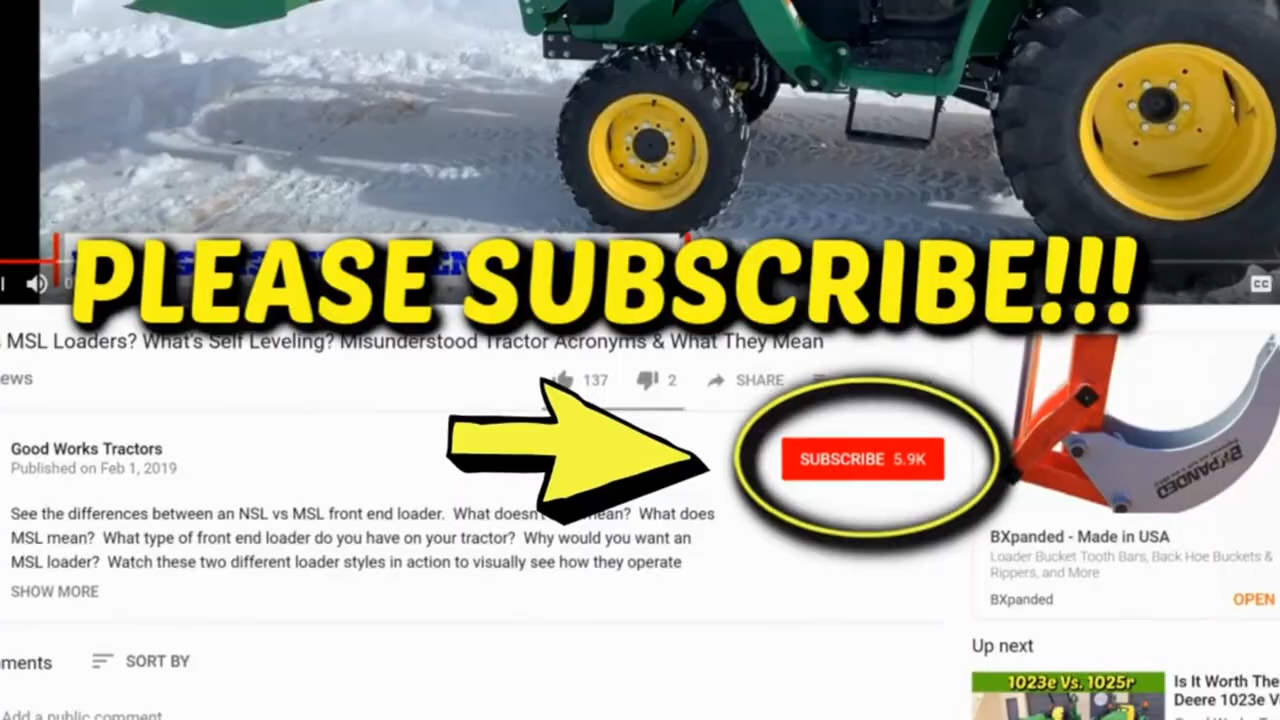 PLEASE SUBSCRIBE!!!
MSL Loaders? What's Self Leveling? Misunderstood Tractor Acronyms & What They Mean
ews
137
2
SHARE
Good Works Tractors
Published on Feb 1, 2019
SUBSCRIBE 5.9K
See the differences between an NSL vs MSL front end loader. What doesn't mean? What does
MSL mean? What type of front end loader do you have on your tractor? Why would you want an
MSL loader? Watch these two different loader styles in action to visually see how they operate
SHOW MORE
ments
SORT BY
Add a public comment
CC
BXPANDED
BXpanded - Made in USA
Loader Bucket Tooth Bars, Back Hoe Buckets &
Rippers, and More
BXpanded
OPEN
Up next
1023e Vs. 1025r
Is It Worth The
Deere 1023e V